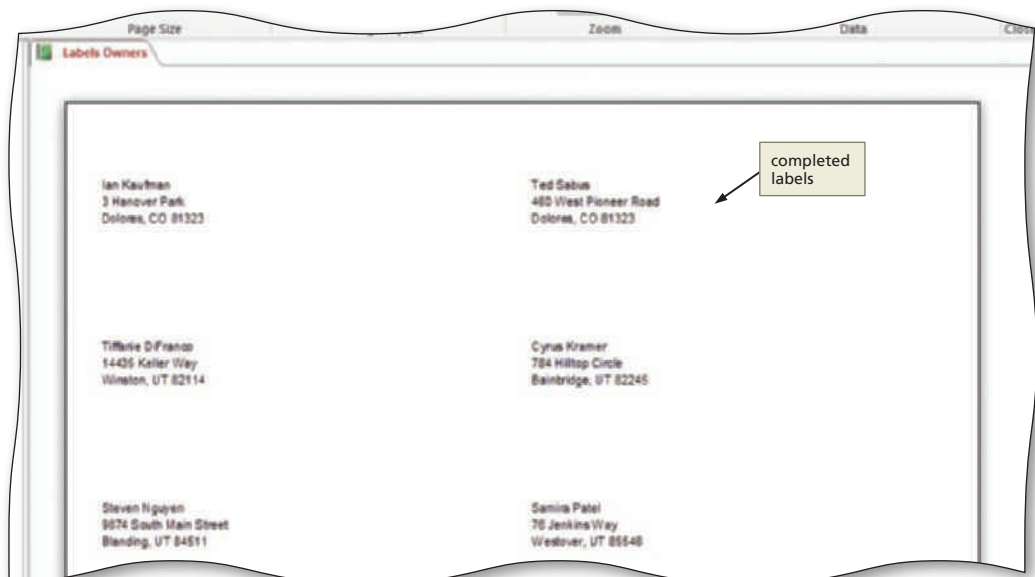 Page Size
Zoom
Data
Labels Owners
completed
labels
Ian Kaufman
3 Hanover Park
Dolores, CO 81323
Ted Sabus
460 West Pioneer Road
Dolores, CO 81323
Tiffanie DiFranco
14435 Keller Way
Winston, UT 82114
Cyrus Kramer
784 Hilltop Circle
Bainbridge, UT 82245
Steven Nguyen
9874 South Main Street
Blanding, UT 84511
Samira Patel
76 Jenkins Way
Westover, UT 85546